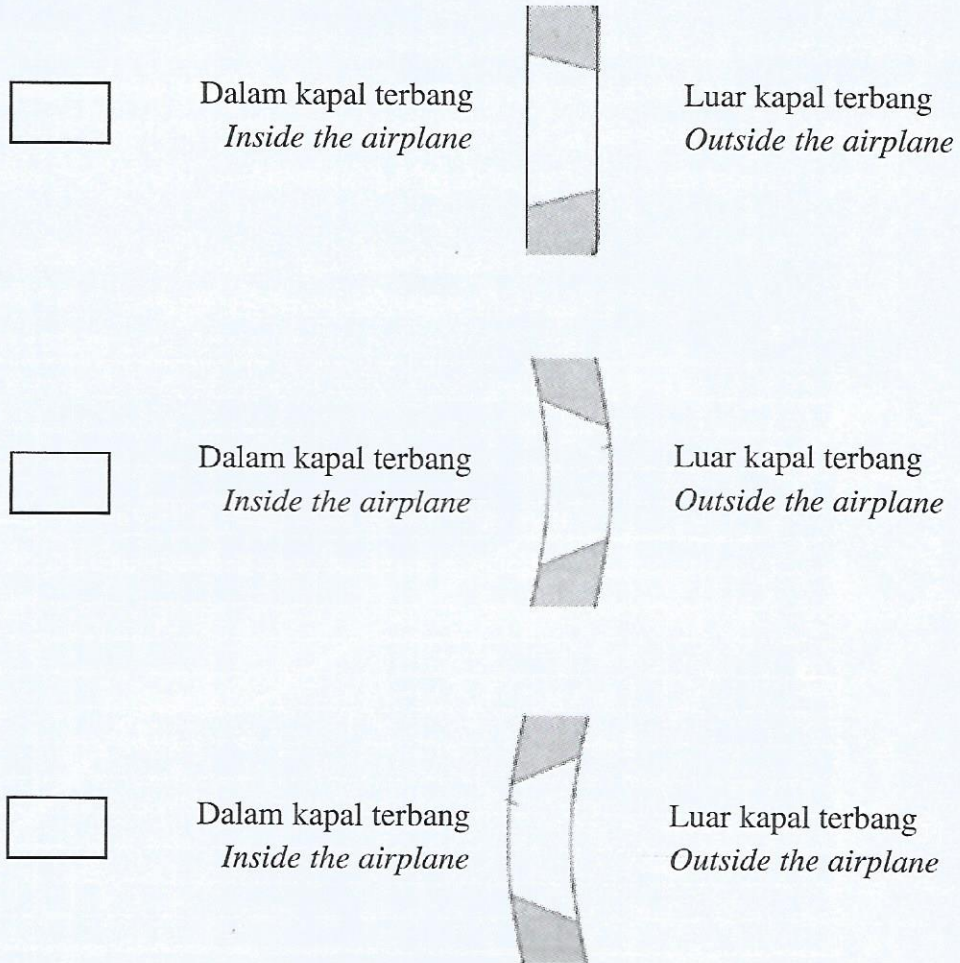 Dalam kapal terbang
Inside the airplane
Luar kapal terbang
Outside the airplane
Dalam kapal terbang
Inside the airplane
Luar kapal terbang
Outside the airplane
Dalam kapal terbang
Inside the airplane
Luar kapal terbang
Outside the airplane